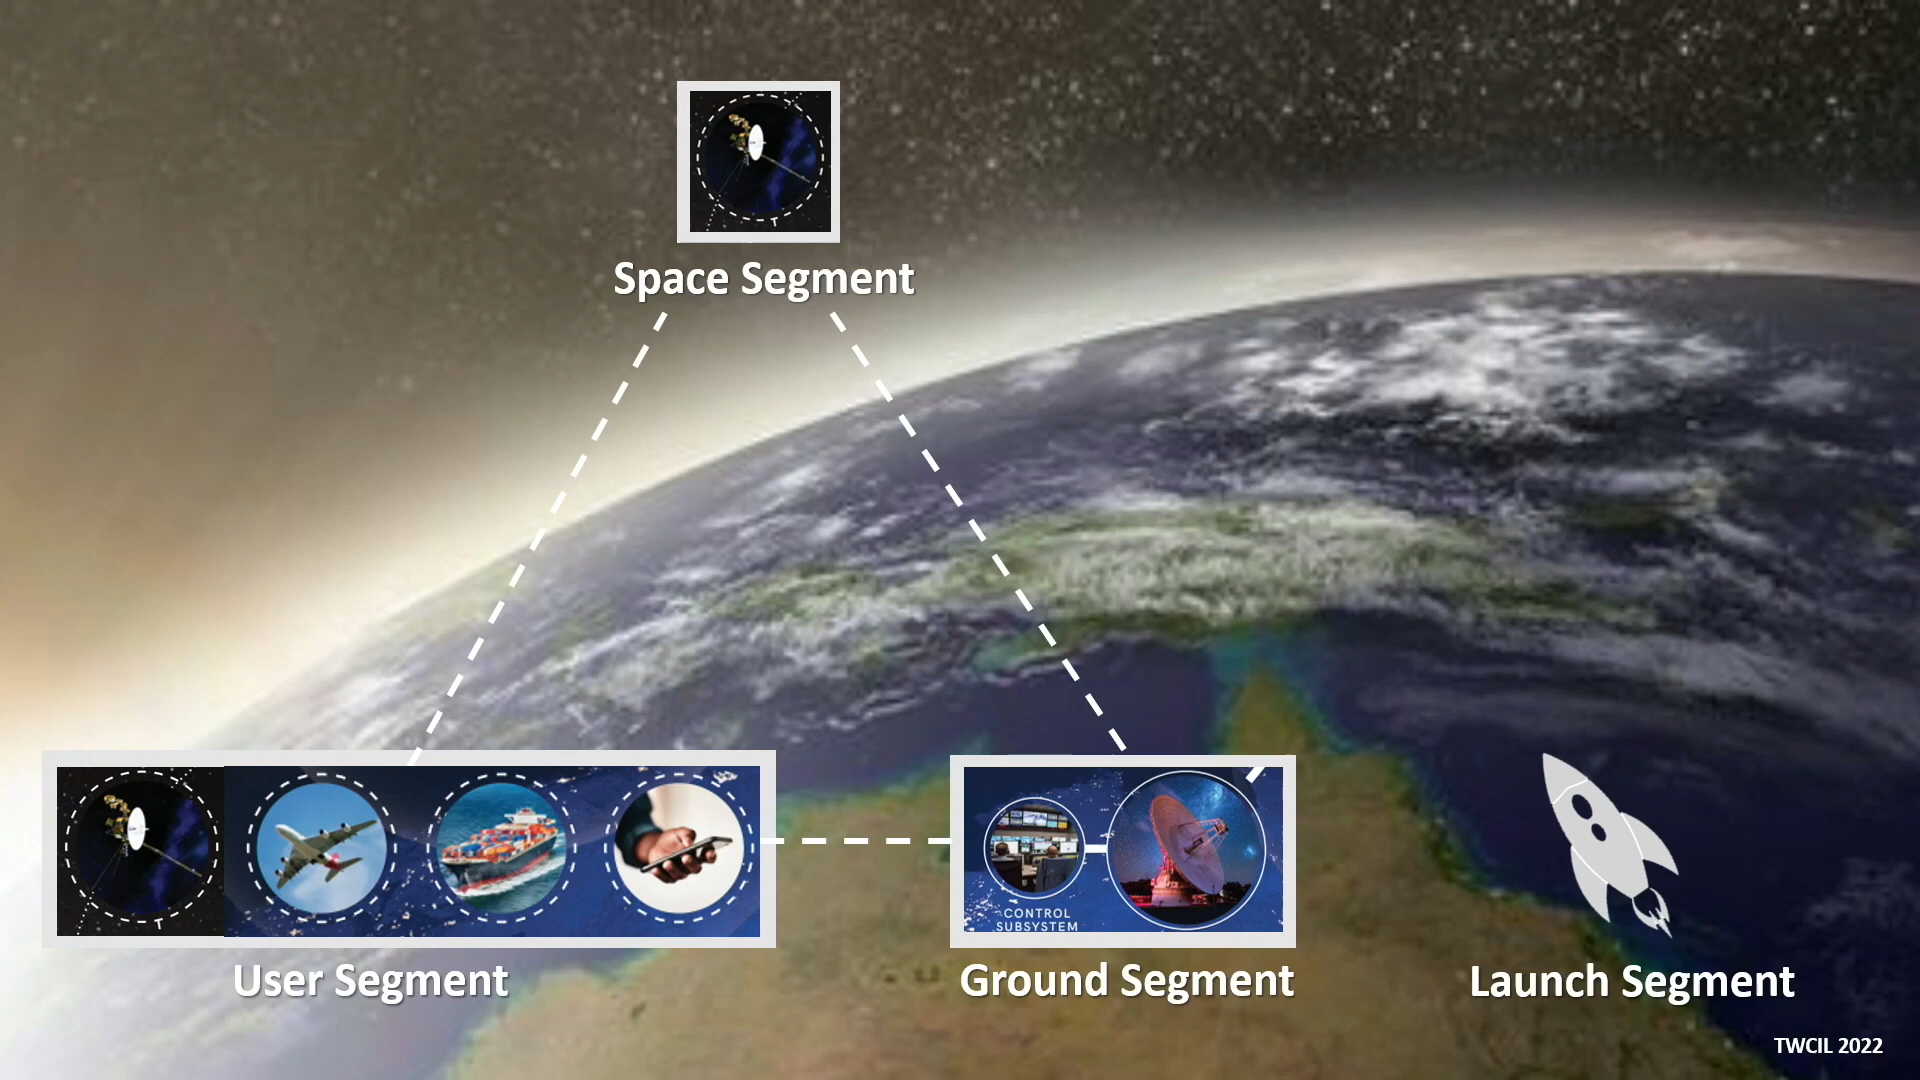 Space Segment
CONTROL
SUBSYSTEM
User Segment
Ground Segment
Launch Segment
TWCIL 2022